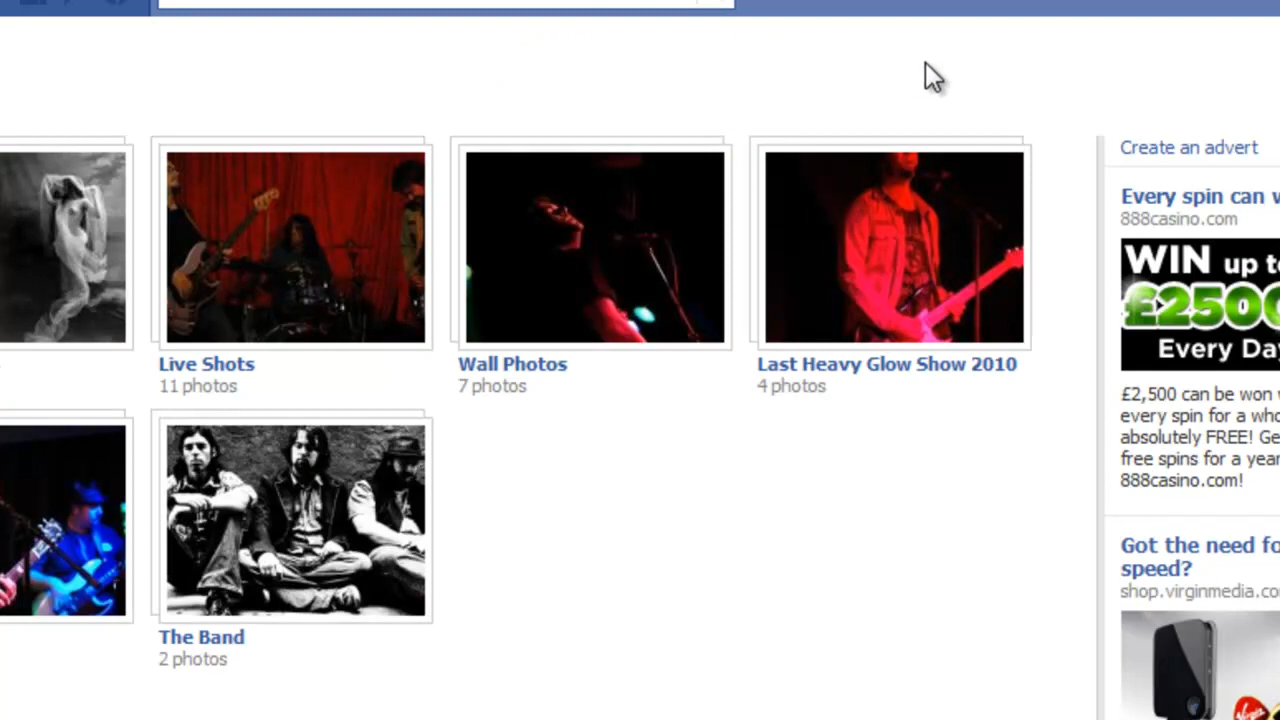 Create an advert
Live Shots
11 photos
Wall Photos
7 photos
Last Heavy Glow Show 2010
4 photos
The Band
2 photos
Every spin can
888casino.com
WIN up to
£2500
Every Da
£2,500 can be won
every spin for a
absolutely FREE! Ge
free spins for a year
888casino.com!
Got the need fo
speed?
shop.virginmedia.co